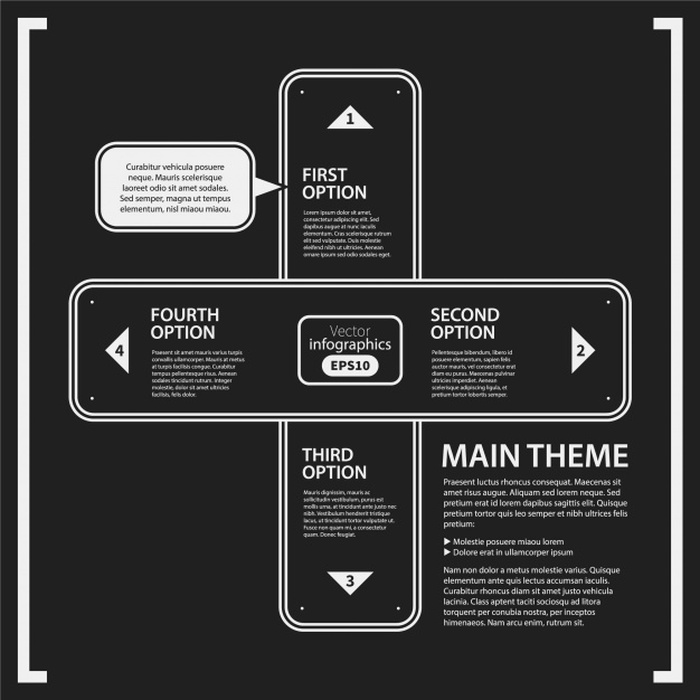 1
FIRST
OPTION
Lorem ipsum dolor sit amet,
consectetur adipiscing elit. Sed
dapibus augue at nunc iaculis
elementum. Cras scelerisque rutrum
elit sed vulputate. Duis molestie
eleifend nibh ut ultricies. Aenean
ornare ipsum sed odio sodales eget.
Curabitur vehicula posuere
neque. Mauris scelerisque
laoreet odio sit amet sodales.
Sed semper, magna ut tempus
elementum, nisl miaou miaou.
4
FOURTH
OPTION
Praesent sit amet mauris varius turpis
convallis ullamcorper. Mauris at metus
at turpis facilisis congue. Curabitur
tempus pellentesque risus. Aenean
sodales tincidunt rutrum. Integer
molestie, dolor sit amet ultricies
facilisis, felis dolor.
Vector
infographics
EPS10
SECOND
OPTION
Pellentesque bibendum, libero id
posuere elementum, sapien felis
auctor mauris, vel consectetur erat
diam eu purus. Maecenas pulvinar
ultricies imperdiet. Aenean
scelerisque adipiscing ligula, et
pellentesque tortor lobortis sem.
2
THIRD
OPTION
Mauris dignissim, mauris ac
sollicitudin vestibulum, purus est
mollis urna, at tincidunt ante justo nec
nibh. Vestibulum hendrerit tristique
lacus, at tincidunt tortor vulputate ut.
Fusce non quam mi, a consectetur
quam. Donec feugiat.
3
MAIN THEME
Praesent luctus rhoncus consequat. Maecenas sit
amet risus augue. Aliquam sed lorem neque. Sed
pretium erat id lorem dapibus sagittis. Quisque
pretium tortor quis leo semper et nibh ultrices felis
pretium:
▶ Molestie posuere miaou lorem
▶ Dolore erat in ullamcorper ipsum
Nam non dolor a metus molestie varius. Quisque
elementum ante quis lectus accumsan iaculis.
Curabitur rhoncus diam sit amet justo vehicula
lacinia. Class aptent taciti sociosqu ad litora
torquent per conubia nostra, per inceptos
himenaeos. Nam arcu enim, rutrum sit.